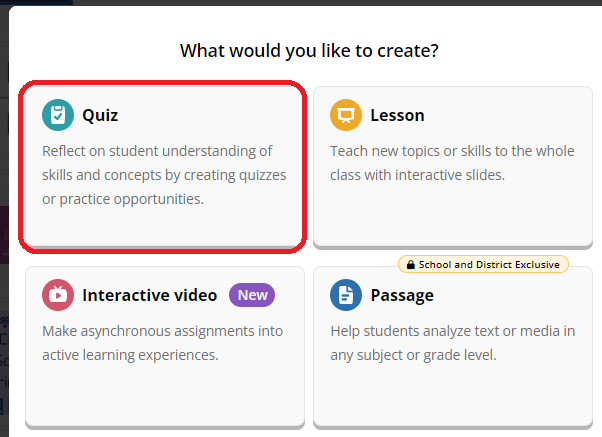 What would you like to create?
Quiz
Reflect on student understanding of
skills and concepts by creating quizzes
or practice opportunities.
Lesson
Teach new topics or skills to the whole
class with interactive slides.
Interactive video New
Make asynchronous assignments into
active learning experiences.
School and District Exclusive
Passage
Help students analyze text or media in
any subject or grade level.